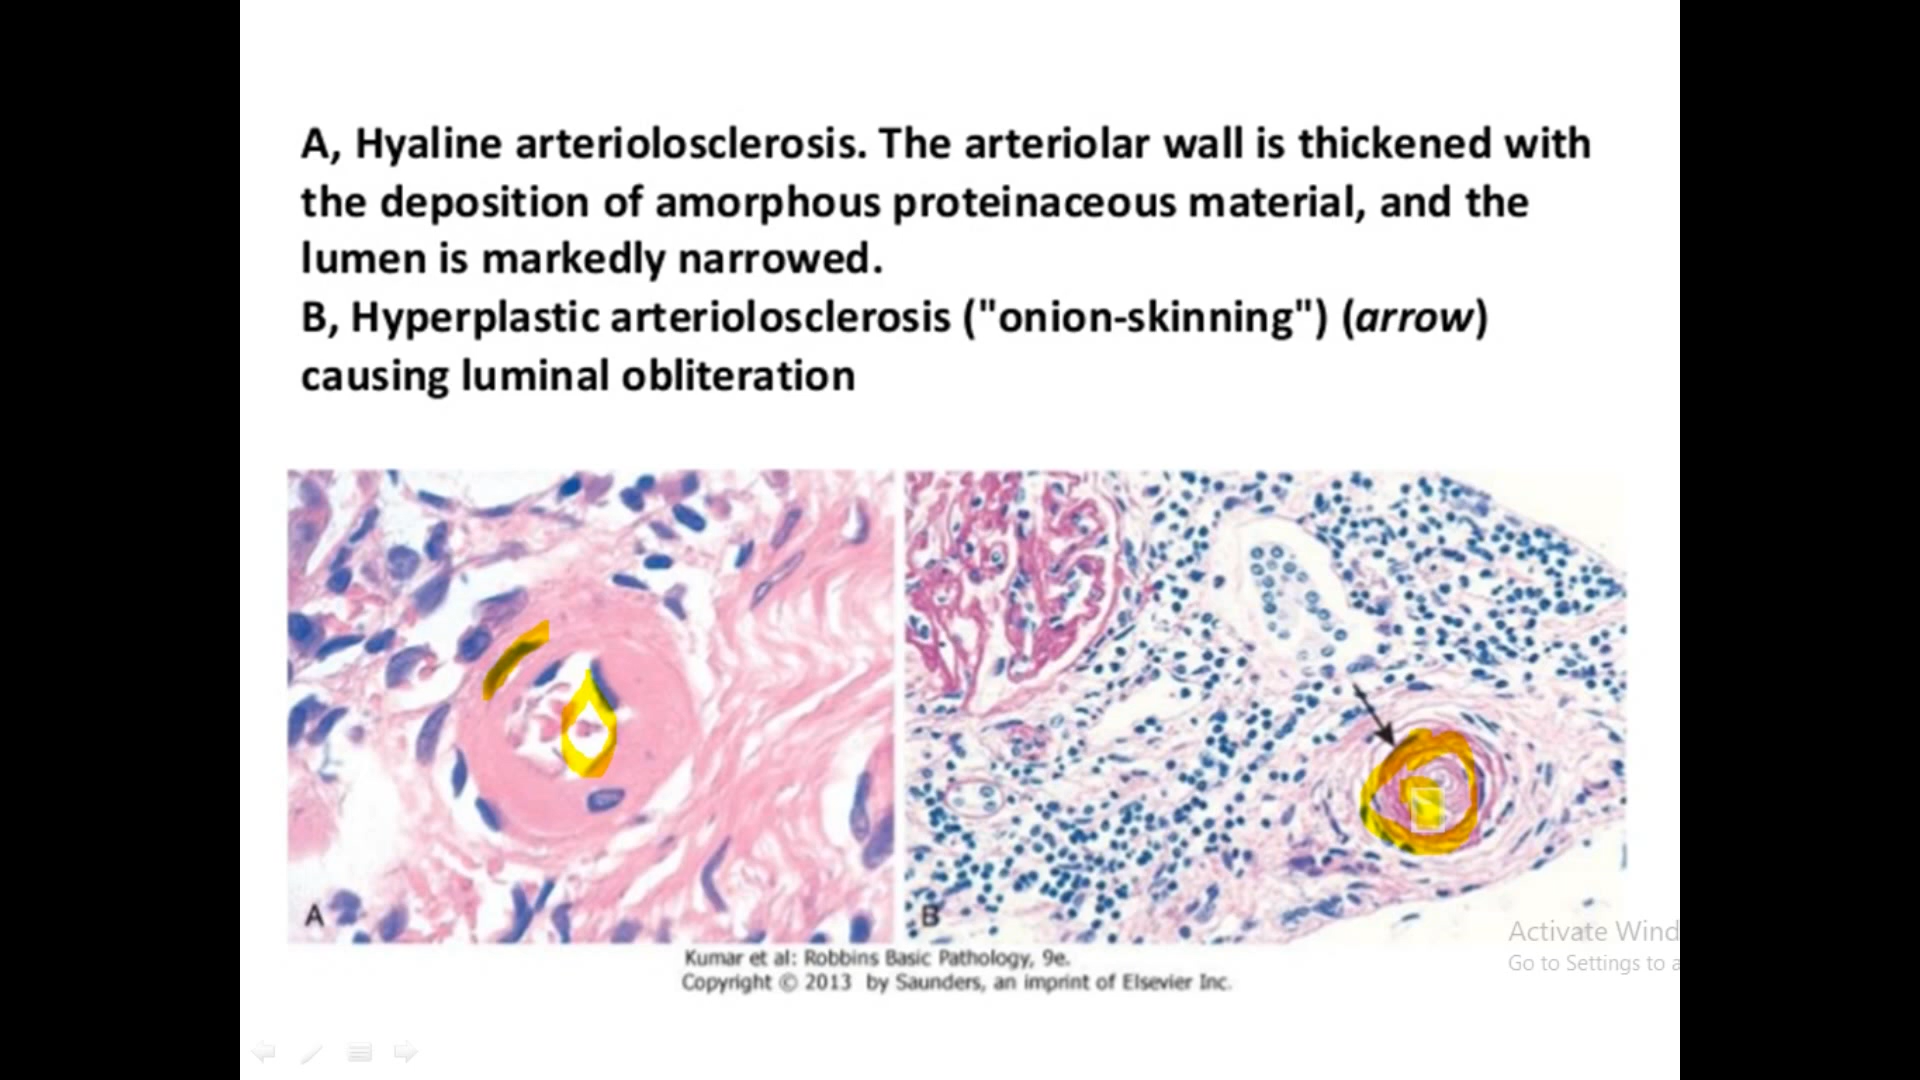 A, Hyaline arteriolosclerosis. The arteriolar wall is thickened with
the deposition of amorphous proteinaceous material, and the
lumen is markedly narrowed.
B, Hyperplastic arteriolosclerosis ("onion-skinning") (arrow)
causing luminal obliteration
A
B
Kumar et al: Robbins Basic Pathology, 9e.
Copyright © 2013 by Saunders, an imprint of Elsevier Inc.
Activate Wind
Go to Settings to a